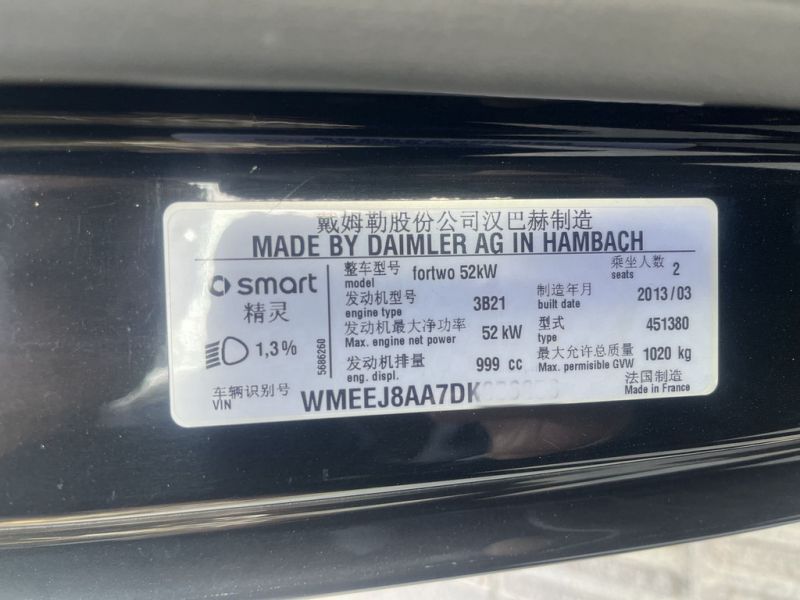 戴姆勒股份公司汉巴赫制造
MADE BY DAIMLER AG IN HAMBACH
smart
精灵
1,3%
5686260
整车型号 fortwo 52kW 乘坐人数 2
model seats
发动机型号 3B21 制造年月 2013/03
engine type built date
发动机最大净功率 52 kW 型式 451380
Max. engine net power type
发动机排量 999 cc 最大允许总质量 1020 kg
eng. displ. Max. permisible GVW
车辆识别号 WMEEJ8AA7DK 法国制造
VIN Made in France